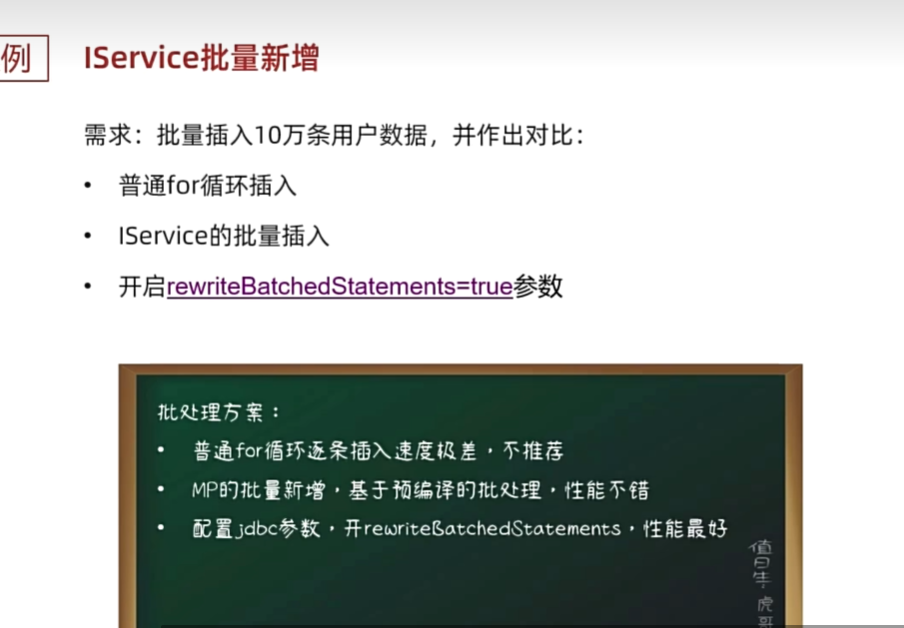 例
IService批量新增
需求：批量插入10万条用户数据，并作出对比：
• 普通for循环插入
• IService的批量插入
• 开启rewriteBatchedStatements=true参数
批处理方案：
• 普通for循环逐条插入速度极差，不推荐
• MP的批量新增，基于预编译的批处理，性能不错
• 配置jdbc参数，开rewriteBatchedStatements，性能最好
值日生
虎哥